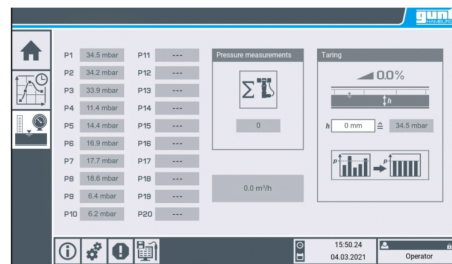 gunt
Pressure measurements
Taring
P1 34.5 mbar P11 ---
P2 34.2 mbar P12 ---
P3 33.9 mbar P13 ---
P4 11.4 mbar P14 ---
P5 14.4 mbar P15 ---
P6 16.9 mbar P16 ---
P7 17.7 mbar P17 ---
P8 18.6 mbar P18 ---
P9 6.4 mbar P19 ---
P10 6.2 mbar P20 ---
Σ
0
0.0 m³/h
0.0%
h
h 0 mm ≙ 34.5 mbar
P P
15:50.24
04.03.2021
Operator